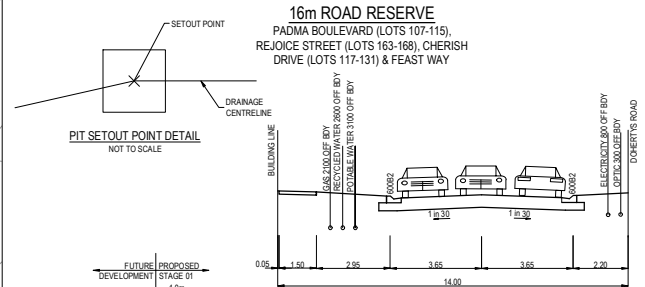 16m ROAD RESERVE
PADMA BOULEVARD (LOTS 107-115),
REJOICE STREET (LOTS 163-168), CHERISH
DRIVE (LOTS 117-131) & FEAST WAY
SETOUT POINT
DRAINAGE
CENTRELINE
PIT SETOUT POINT DETAIL
NOT TO SCALE
BUILDING LINE
GAS 2100 OFF BDY
RECYCLED WATER 2600 OFF BDY
POTABLE WATER 3100 OFF BDY
600B2
600B2
ELECTRICITY 800 OFF BDY
OPTIC 300 OFF BDY
DOHERTYS ROAD
1 in 30
1 in 30
0.05
1.50
2.95
3.65
3.65
2.20
14.00
FUTURE PROPOSED
DEVELOPMENT STAGE 01